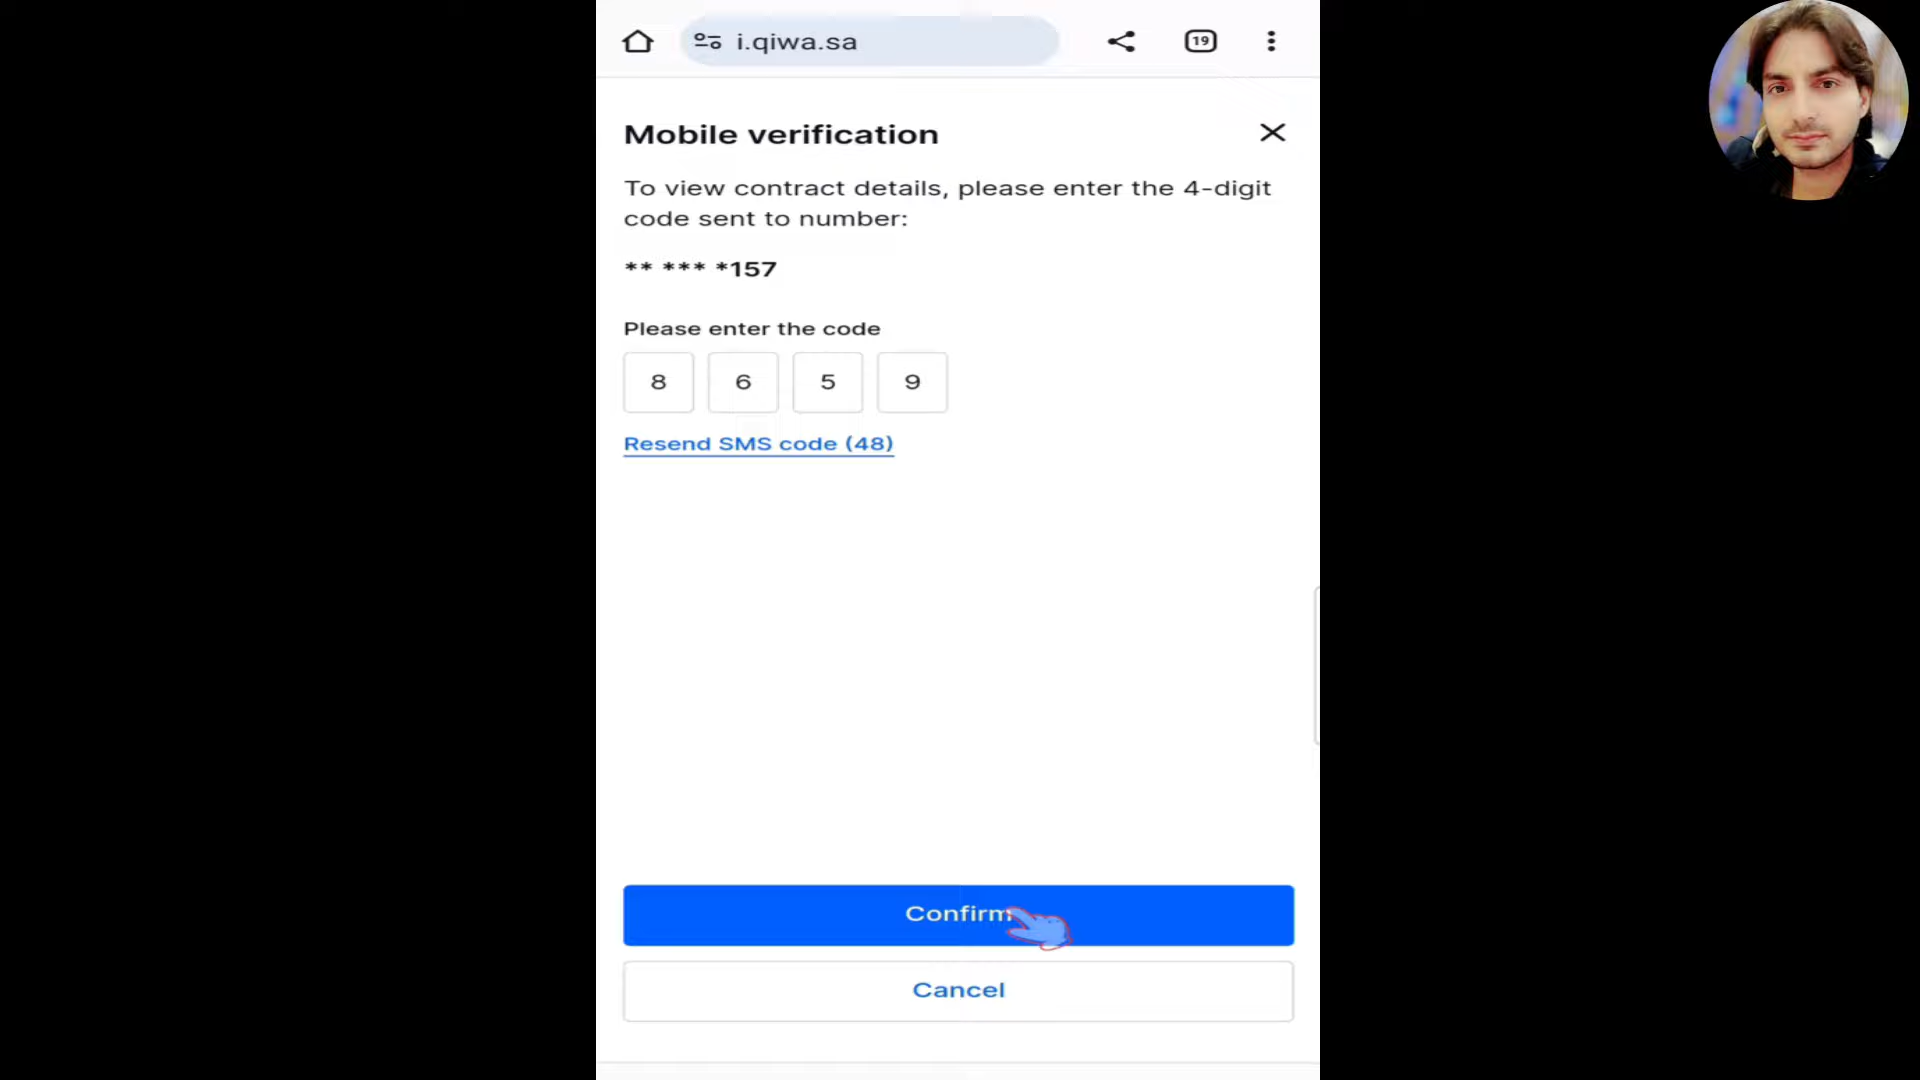 i.qiwa.sa
19
Mobile verification
To view contract details, please enter the 4-digit
code sent to number:
** *** *157
Please enter the code
8 6 5 9
Resend SMS code (48)
Confirm
Cancel